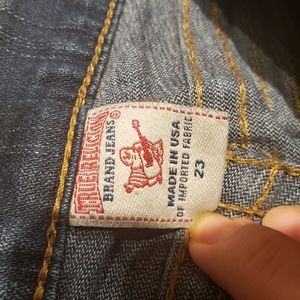 TRUE RELIGION
BRAND JEANS®
MADE IN USA
OF IMPORTED FABRIC
23